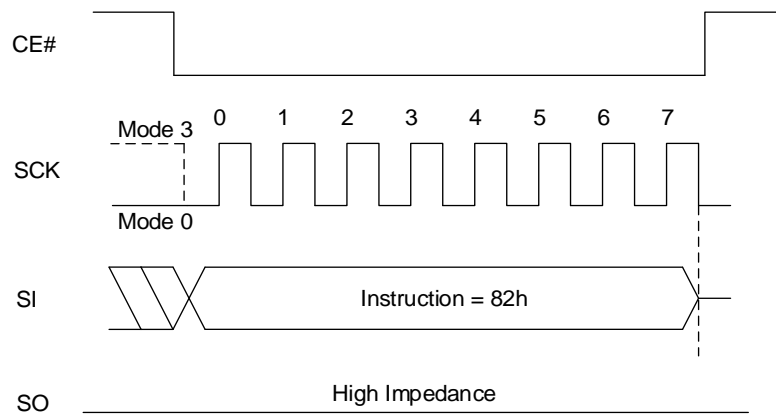 CE#
0 1 2 3 4 5 6 7
Mode 3
SCK
Mode 0
SI
Instruction = 82h
High Impedance
SO